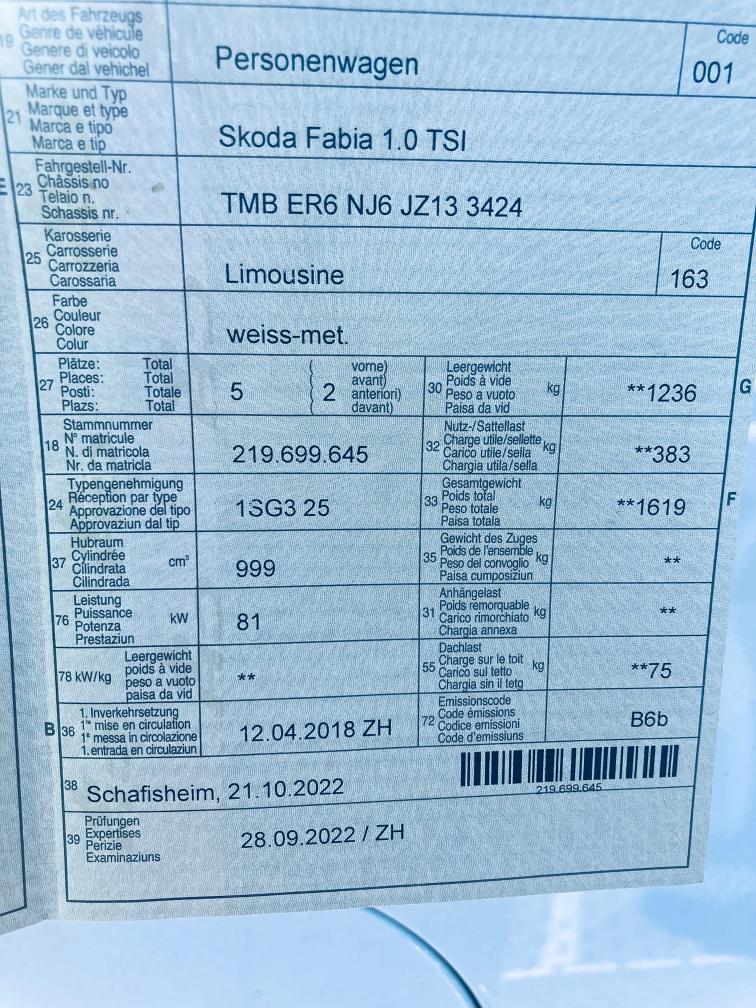 Art des Fahrzeugs
19 Genre de véhicule
Genere di veicolo
Gener dal vehichel
Personenwagen
Code
001
Marke und Typ
21 Marque et type
Marca e tipo
Marca e tip
Skoda Fabia 1.0 TSI
Fahrgestell-Nr.
E 23 Châssis no
Telaio n.
Schassis nr.
TMB ER6 NJ6 JZ13 3424
Karosserie
25 Carrosserie
Carrozzeria
Carossaria
Limousine
Code
163
Farbe
26 Couleur
Colore
Colur
weiss-met.
Plätze: Total
27 Places: Total
Posti: Totale
Plazs: Total
5
2
vorne)
avant)
anteriori)
davant)
Leergewicht
30 Poids à vide kg
Peso a vuoto
Paisa da vid
**1236
G
Stammnummer
18 N° matricule
N. di matricola
Nr. da matricla
219.699.645
Nutz-/Sattellast
32 Charge utile/sellette kg
Carico utile/sella
Chargia utila/sella
**383
Typengenehmigung
24 Réception par type
Approvazione del tipo
Approvaziun dal tip
1SG3 25
Gesamtgewicht
33 Poids total kg
Peso totale
Paisa totala
**1619
F
Hubraum
37 Cylindrée cm³
Cilindrata
Cilindrada
999
Gewicht des Zuges
35 Poids de l'ensemble kg
Peso del convoglio
Paisa cumposiziun
**
Leistung
76 Puissance kW
Potenza
Prestaziun
81
Anhängelast
31 Poids remorquable kg
Carico rimorchiato
Chargia annexa
**
78 kW/kg
Leergewicht
poids à vide
peso a vuoto
paisa da vid
**
Dachlast
55 Charge sur le toit kg
Carico sul tetto
Chargia sin il tetg
**75
B 36
1. Inverkehrsetzung
1re mise en circulation
1a messa in circolazione
1. entrada en circulaziun
12.04.2018 ZH
Emissionscode
72 Code émissions
Codice emissioni
Code d'emissiuns
B6b
38 Schafisheim, 21.10.2022
219.699.645
Prüfungen
39 Expertises
Perizie
Examinaziuns
28.09.2022 / ZH